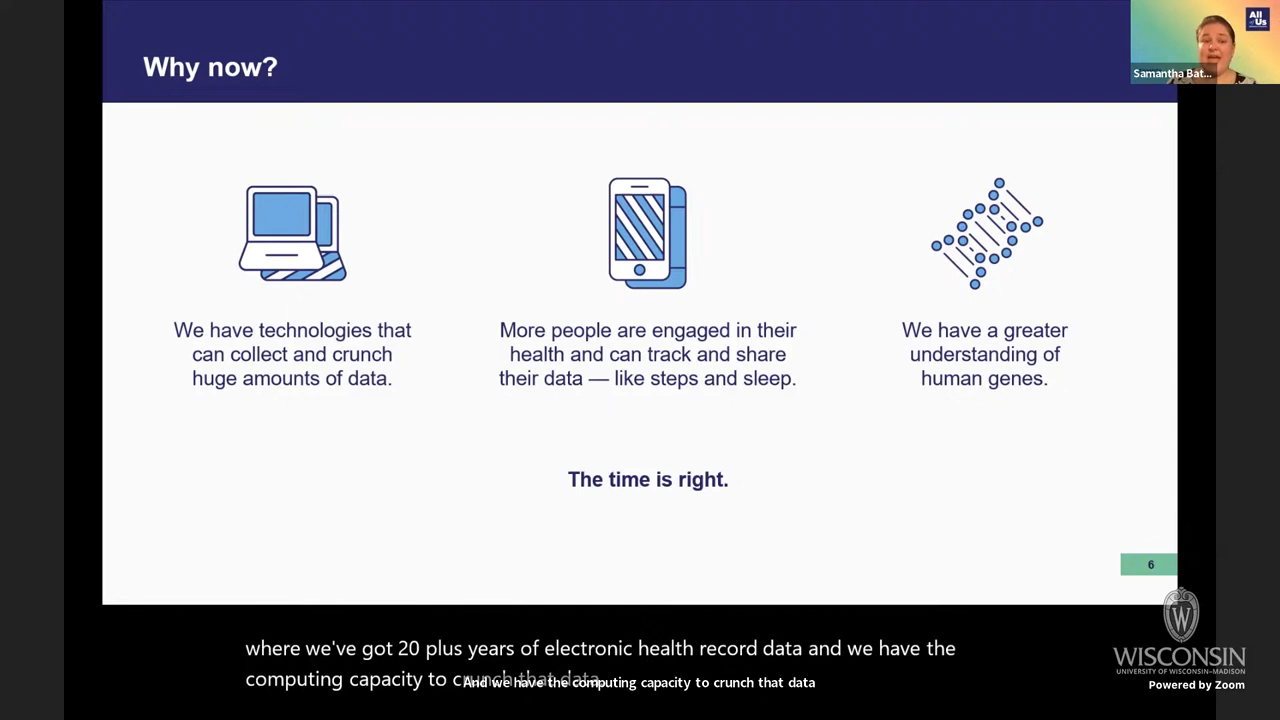 Why now?
All
of Us
Samantha Bat...
We have technologies that
can collect and crunch
huge amounts of data.
More people are engaged in their
health and can track and share
their data — like steps and sleep.
We have a greater
understanding of
human genes.
The time is right.
6
where we've got 20 plus years of electronic health record data and we have the
computing capacity to crunch that data
And we have the computing capacity to crunch that data
W
WISCONSIN
UNIVERSITY OF WISCONSIN–MADISON
Powered by Zoom